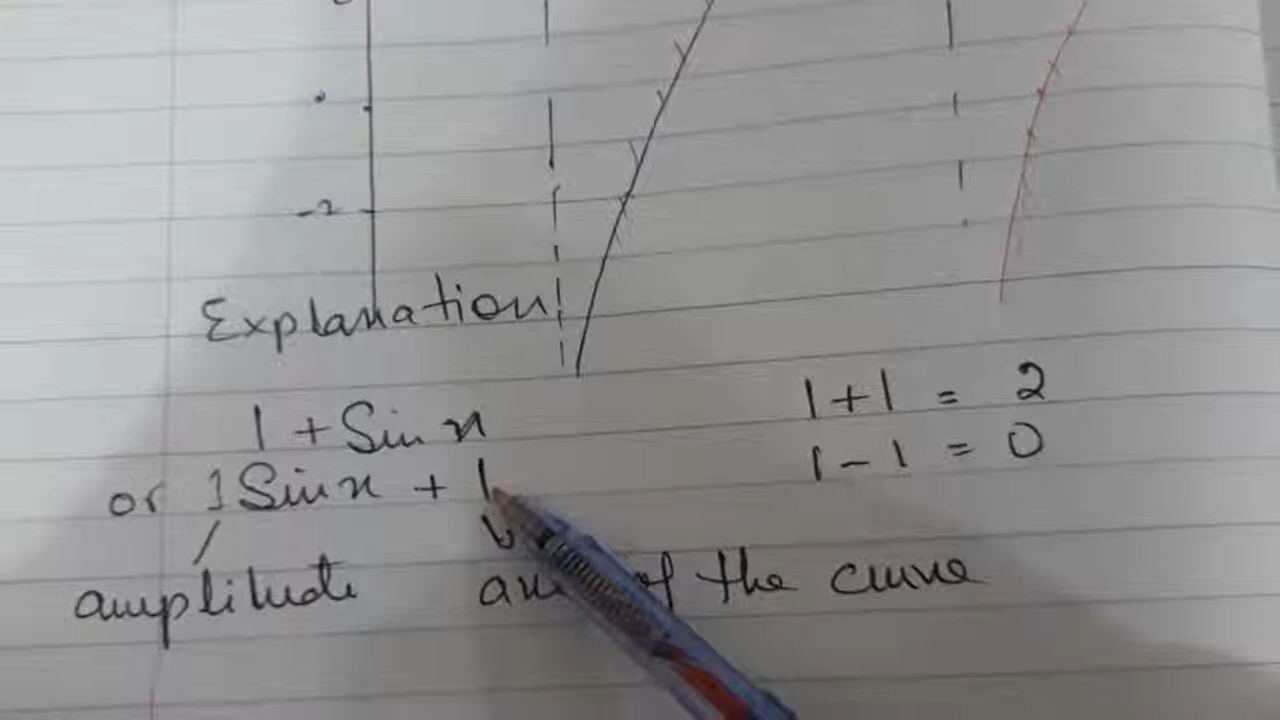 -2
Explanation
1 + Sin x
1 + 1 = 2
1 - 1 = 0
or 1 Sin x + 1
amplitude of the curve